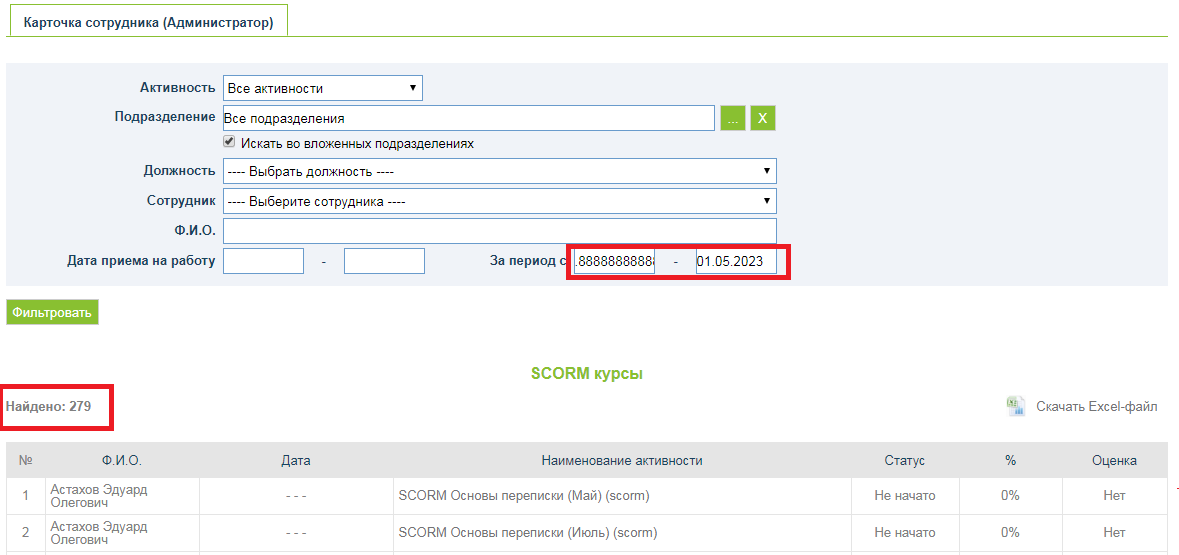 Карточка сотрудника (Администратор)
Активность Все активности
Подразделение Все подразделения ... X
Искать во вложенных подразделениях
Должность ---- Выбрать должность ----
Сотрудник ---- Выберите сотрудника ----
Ф.И.О.
Дата приема на работу - За период с .88888888888 - 01.05.2023
Фильтровать
SCORM курсы
Найдено: 279 Скачать Excel-файл
№ Ф.И.О. Дата Наименование активности Статус % Оценка
1 Астахов Эдуард Олегович - - - SCORM Основы переписки (Май) (scorm) Не начато 0% Нет
2 Астахов Эдуард Олегович - - - SCORM Основы переписки (Июль) (scorm) Не начато 0% Нет